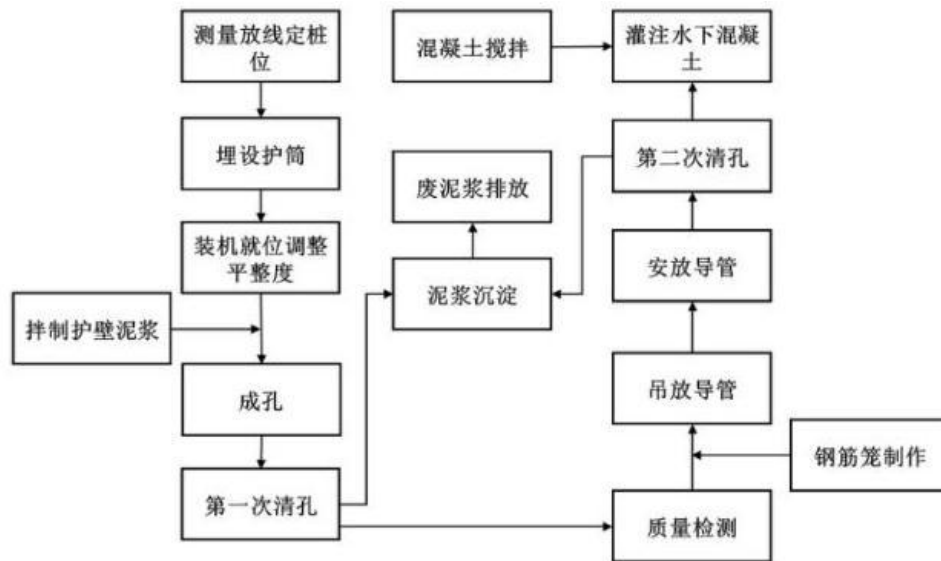 测量放线定桩
位
混凝土搅拌
灌注水下混凝
土
埋设护筒
第二次清孔
废泥浆排放
装机就位调整
平整度
安放导管
泥浆沉淀
拌制护壁泥浆
成孔
吊放导管
钢筋笼制作
第一次清孔
质量检测